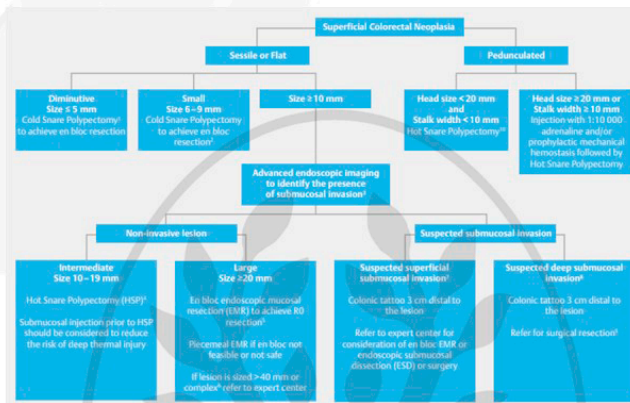 Superficial Colorectal Neoplasia
Sessile or Flat
Pedunculated
Diminutive
Size ≤ 5 mm
Cold Snare Polypectomy
to achieve en bloc resection
Small
Size 6–9 mm
Cold Snare Polypectomy
to achieve en bloc
resection
Size ≥10 mm
Head size <20 mm
and
Stalk width <10 mm
Hot Snare Polypectomy
Head size ≥20 mm or
Stalk width ≥10 mm
Injection with 1:10 000
adrenaline and/or
prophylactic mechanical
hemostasis followed by
Hot Snare Polypectomy
Advanced endoscopic imaging
to identify the presence
of submucosal invasion
Non-invasive lesion
Suspected submucosal invasion
Intermediate
Size 10–19 mm
Hot Snare Polypectomy (HSP)
Submucosal injection prior to HSP
should be considered to reduce
the risk of deep thermal injury
Large
Size ≥20 mm
En bloc endoscopic mucosal
resection (EMR) to achieve R0
resection
Piecemeal EMR if en bloc not
feasible or not safe
If lesion is sized >40 mm or
complex refer to expert center
Suspected superficial
submucosal invasion
Colonic tattoo 3 cm distal to
the lesion
Refer to expert center for
consideration of en bloc EMR or
endoscopic submucosal
dissection (ESD) or surgery
Suspected deep submucosal
invasion
Colonic tattoo 3 cm distal to
the lesion
Refer for surgical resection